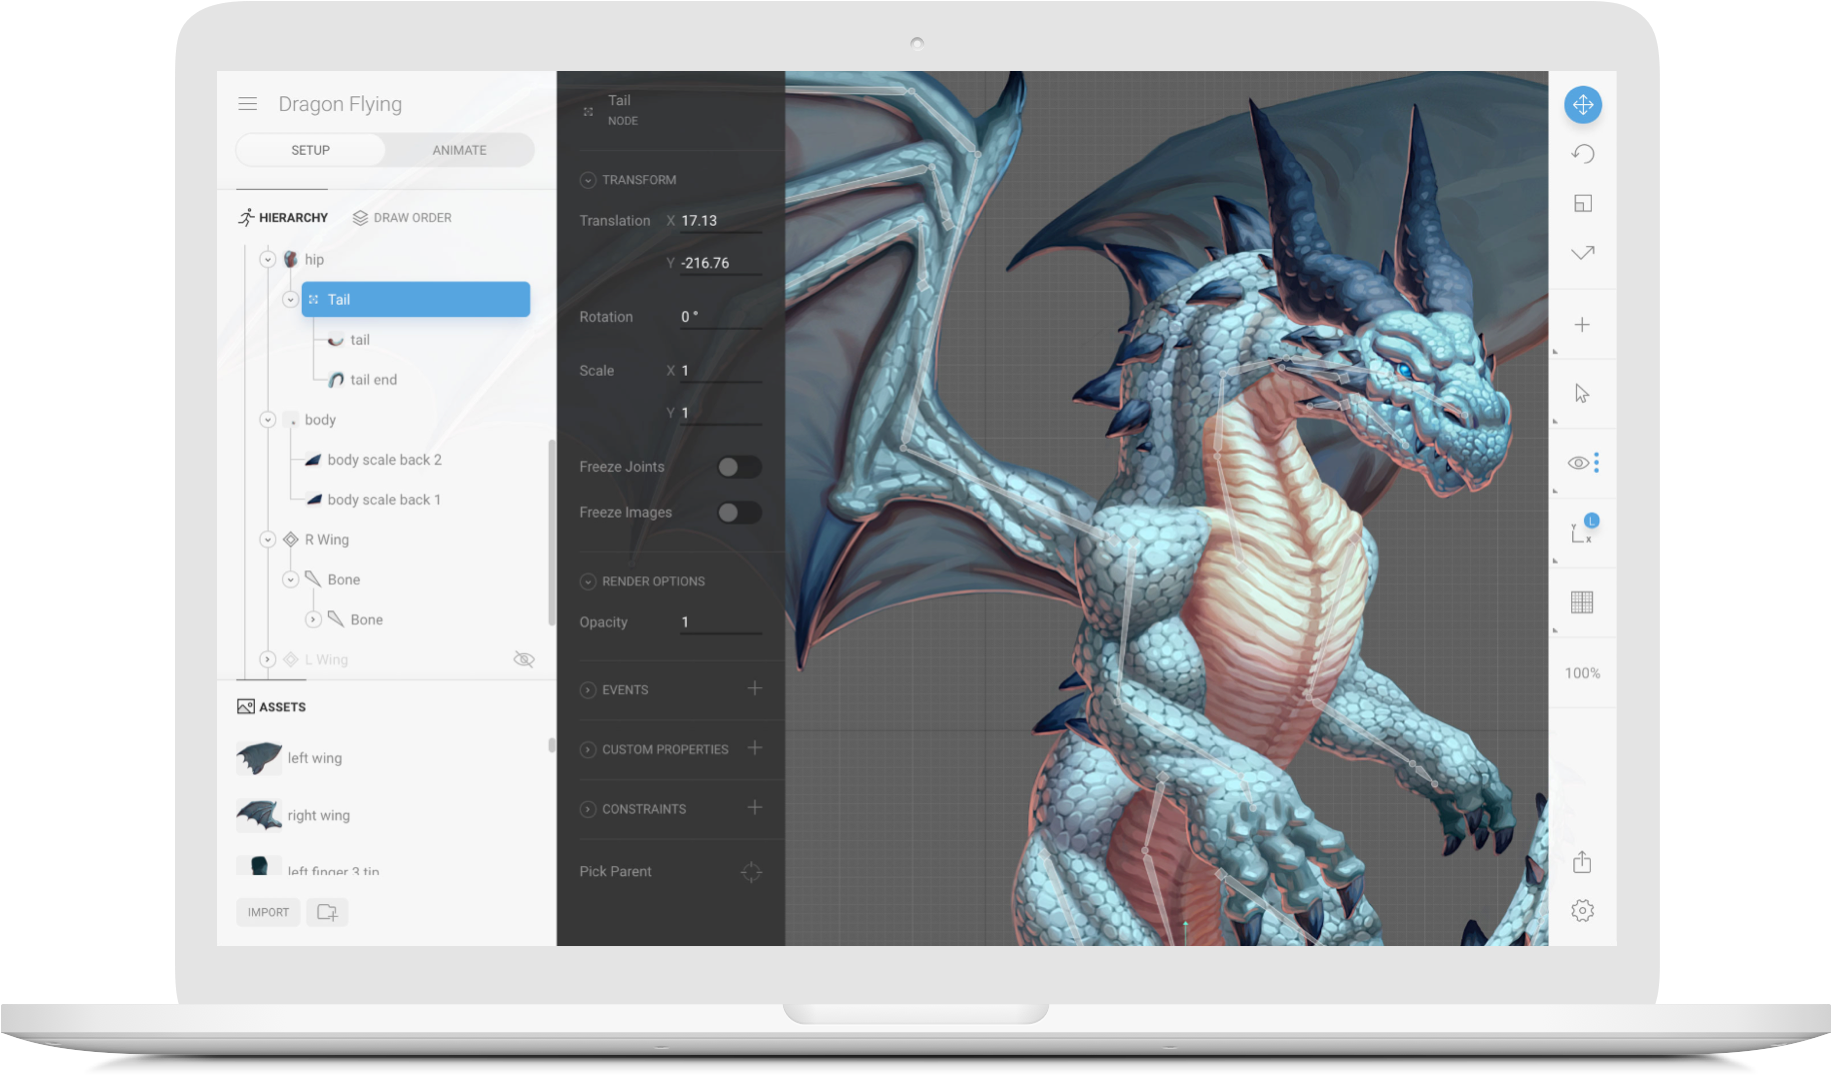 Dragon Flying
SETUP
ANIMATE
HIERARCHY
DRAW ORDER
hip
Tail
tail
tail end
body
body scale back 2
body scale back 1
R Wing
Bone
Bone
L Wing
ASSETS
left wing
right wing
left finger 3 tip
IMPORT
Tail
NODE
TRANSFORM
Translation X 17.13
Y -216.76
Rotation 0 °
Scale X 1
Y 1
Freeze Joints
Freeze Images
RENDER OPTIONS
Opacity 1
EVENTS
CUSTOM PROPERTIES
CONSTRAINTS
Pick Parent
L
Y
X
100%